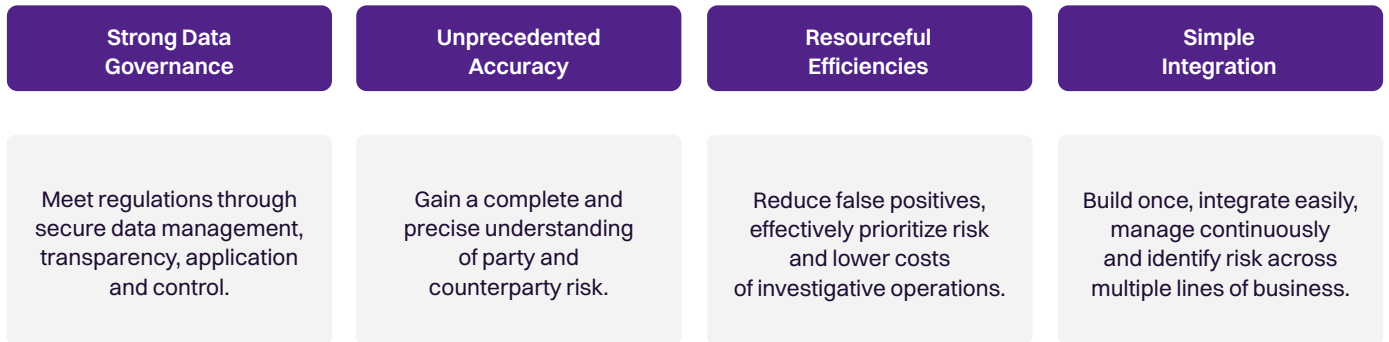 Strong Data
Governance
Meet regulations through
secure data management,
transparency, application
and control.
Unprecedented
Accuracy
Gain a complete and
precise understanding
of party and
counterparty risk.
Resourceful
Efficiencies
Reduce false positives,
effectively prioritize risk
and lower costs
of investigative operations.
Simple
Integration
Build once, integrate easily,
manage continuously
and identify risk across
multiple lines of business.